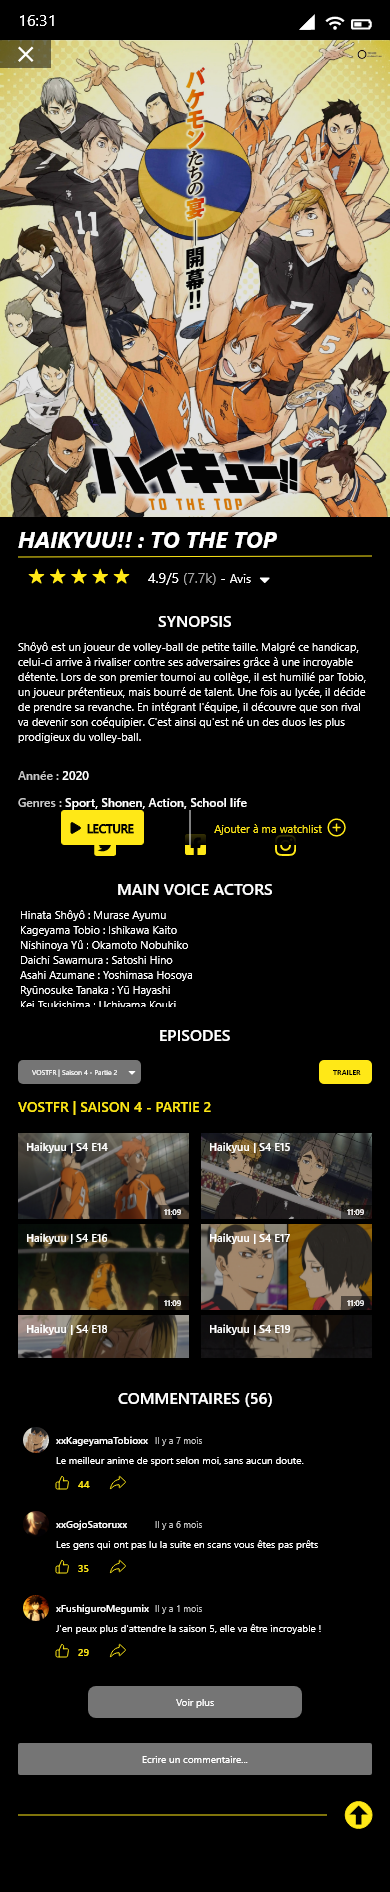 16:31
バケモンたちの宴――開幕!!
11
7
5
15
ハイキュー!!
TO THE TOP
HAIKYUU!! : TO THE TOP
4.9/5 (7.7k) - Avis
SYNOPSIS
Shôyô est un joueur de volley-ball de petite taille. Malgré ce handicap,
celui-ci arrive à rivaliser contre ses adversaires grâce à une incroyable
détente. Lors de son premier tournoi au collège, il est humilié par Tobio,
un joueur prétentieux, mais bourré de talent. Une fois au lycée, il décide
de prendre sa revanche. En intégrant l'équipe, il découvre que son rival
va devenir son coéquipier. C'est ainsi qu'est né un des duos les plus
prodigieux du volley-ball.
Année : 2020
Genres : Sport, Shonen, Action, School life
LECTURE
Ajouter à ma watchlist
MAIN VOICE ACTORS
Hinata Shôyô : Murase Ayumu
Kageyama Tobio : Ishikawa Kaito
Nishinoya Yû : Okamoto Nobuhiko
Daichi Sawamura : Satoshi Hino
Asahi Azumane : Yoshimasa Hosoya
Ryūnosuke Tanaka : Yū Hayashi
Kei Tsukishima : Uchiyama Kouki
EPISODES
VOSTFR | Saison 4 - Partie 2
TRAILER
VOSTFR | SAISON 4 - PARTIE 2
Haikyuu | S4 E14
11:09
Haikyuu | S4 E15
11:09
Haikyuu | S4 E16
11:09
Haikyuu | S4 E17
11:09
Haikyuu | S4 E18
Haikyuu | S4 E19
COMMENTAIRES (56)
xxKageyamaTobioxx Il y a 7 mois
Le meilleur anime de sport selon moi, sans aucun doute.
44
xxGojoSatoruxx Il y a 6 mois
Les gens qui ont pas lu la suite en scans vous êtes pas prêts
35
xFushiguroMegumix Il y a 1 mois
J'en peux plus d'attendre la saison 5, elle va être incroyable !
29
Voir plus
Ecrire un commentaire...